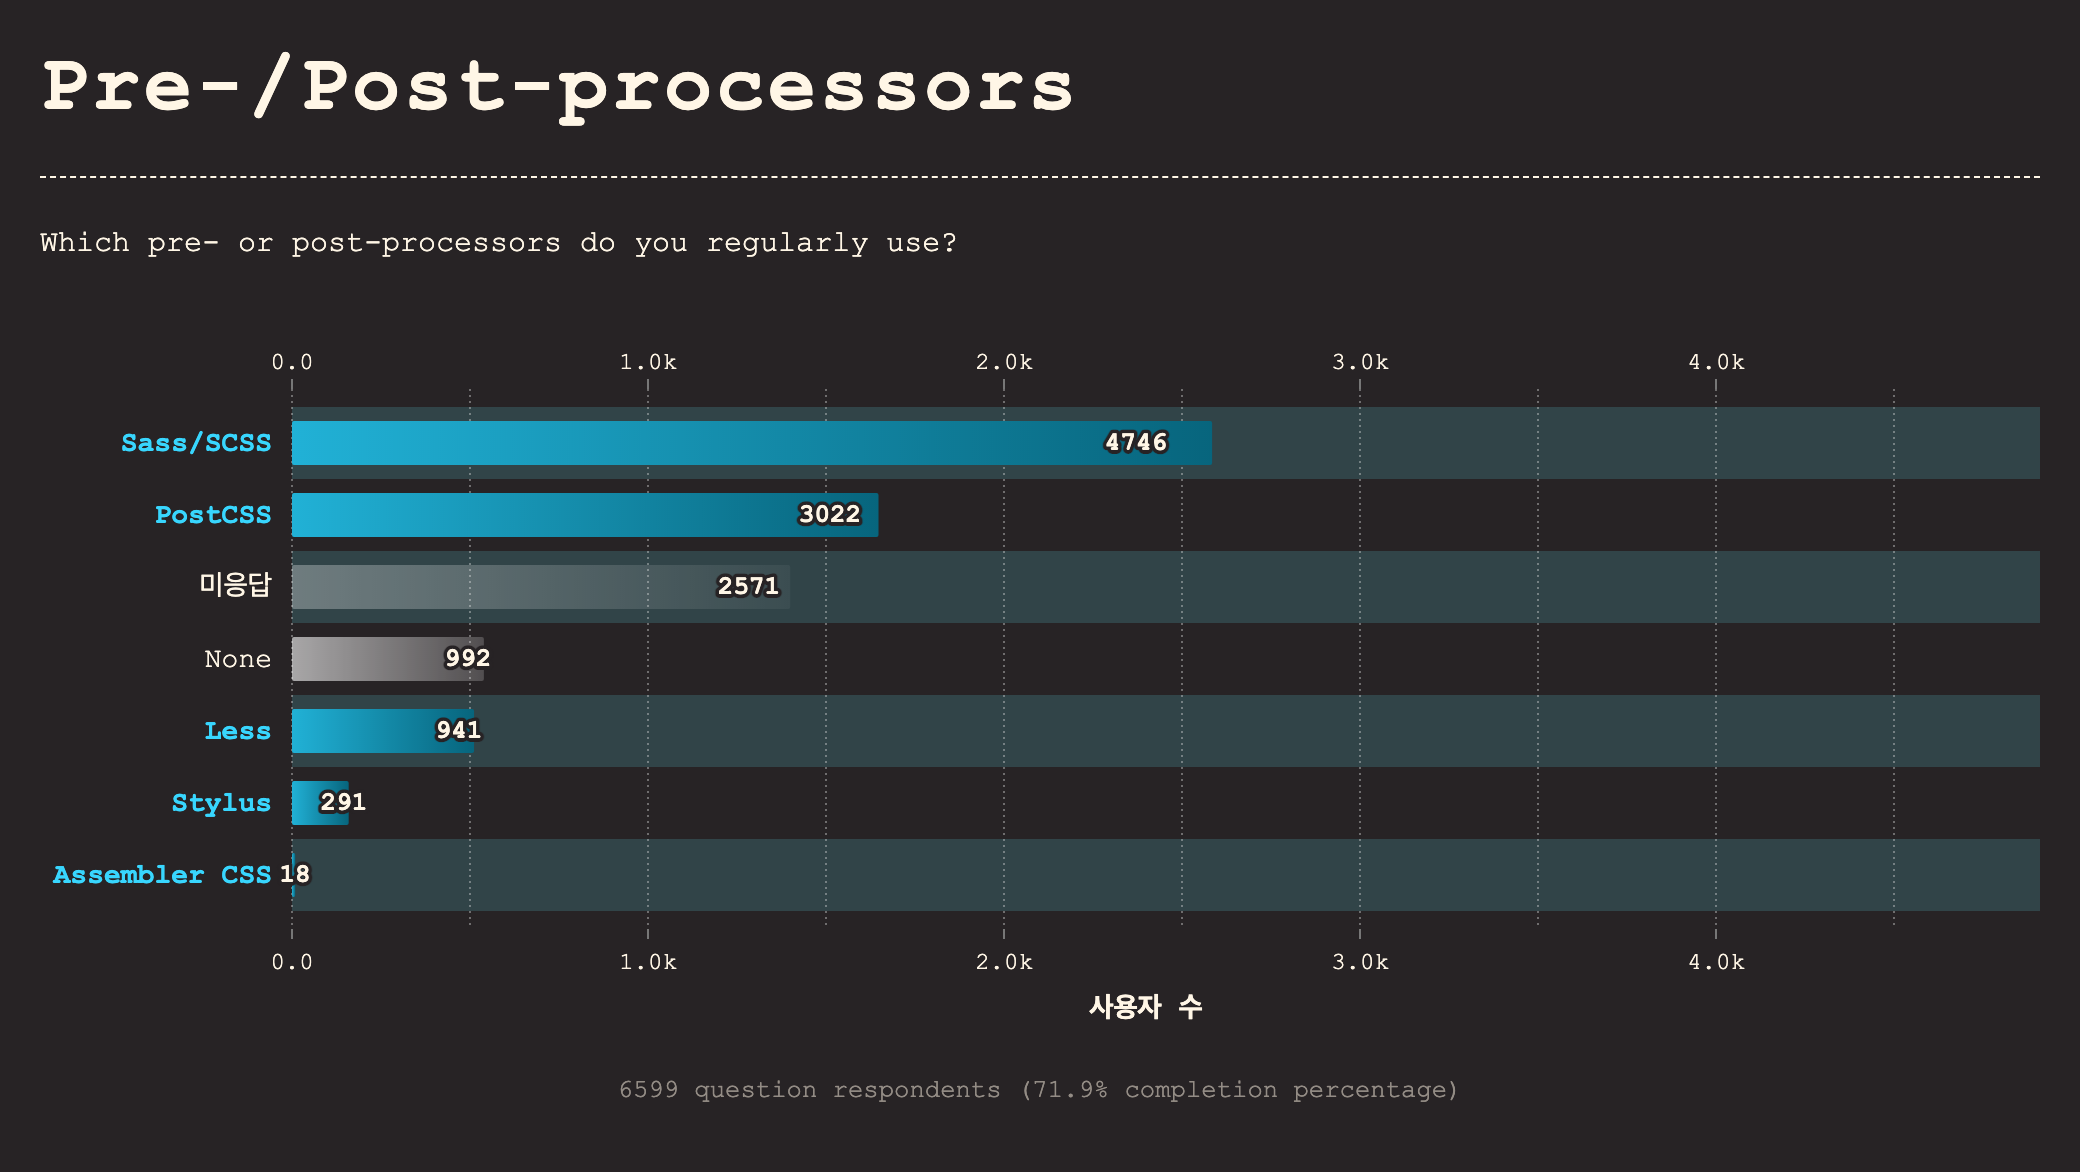 Pre-/Post-processors
Which pre- or post-processors do you regularly use?
0.0 1.0k 2.0k 3.0k 4.0k
Sass/SCSS 4746
PostCSS 3022
미응답 2571
None 992
Less 941
Stylus 291
Assembler CSS 18
0.0 1.0k 2.0k 3.0k 4.0k
사용자 수
6599 question respondents (71.9% completion percentage)